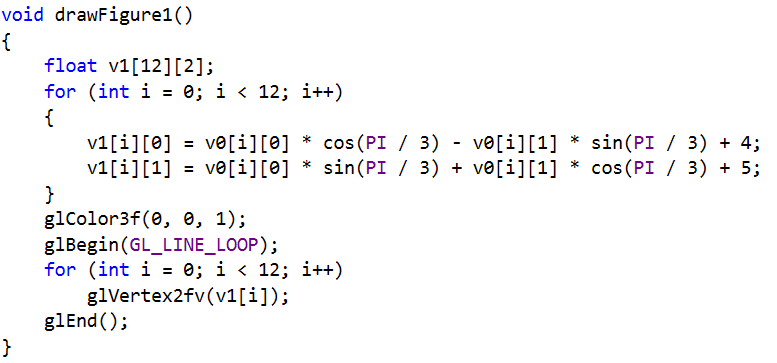 void drawFigure1()
{
    float v1[12][2];
    for (int i = 0; i < 12; i++)
    {
        v1[i][0] = v0[i][0] * cos(PI / 3) - v0[i][1] * sin(PI / 3) + 4;
        v1[i][1] = v0[i][0] * sin(PI / 3) + v0[i][1] * cos(PI / 3) + 5;
    }
    glColor3f(0, 0, 1);
    glBegin(GL_LINE_LOOP);
    for (int i = 0; i < 12; i++)
        glVertex2fv(v1[i]);
    glEnd();
}